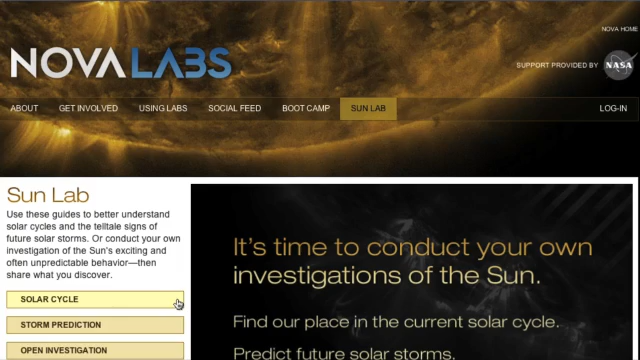 NOVA HOME
NOVALABS
SUPPORT PROVIDED BY NASA
ABOUT GET INVOLVED USING LABS SOCIAL FEED BOOT CAMP SUN LAB LOG-IN
Sun Lab
Use these guides to better understand
solar cycles and the telltale signs of
future solar storms. Or conduct your own
investigation of the Sun's exciting and
often unpredictable behavior—then
share what you discover.
SOLAR CYCLE
STORM PREDICTION
OPEN INVESTIGATION
It's time to conduct your own
investigations of the Sun.
Find our place in the current solar cycle.
Predict future solar storms.